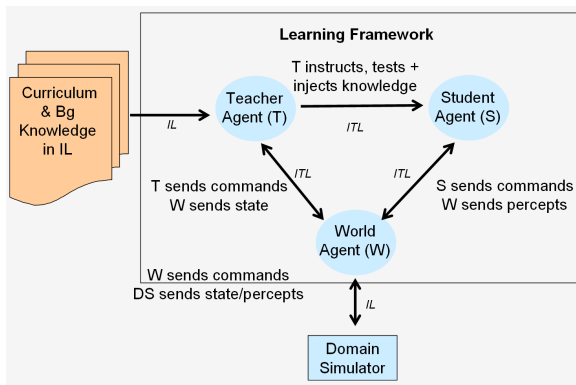 Learning Framework
Curriculum
& Bg
Knowledge
in IL
IL
Teacher
Agent (T)
T instructs, tests +
injects knowledge
ITL
Student
Agent (S)
ITL
T sends commands
W sends state
ITL
S sends commands
W sends percepts
World
Agent (W)
W sends commands
DS sends state/percepts
IL
Domain
Simulator